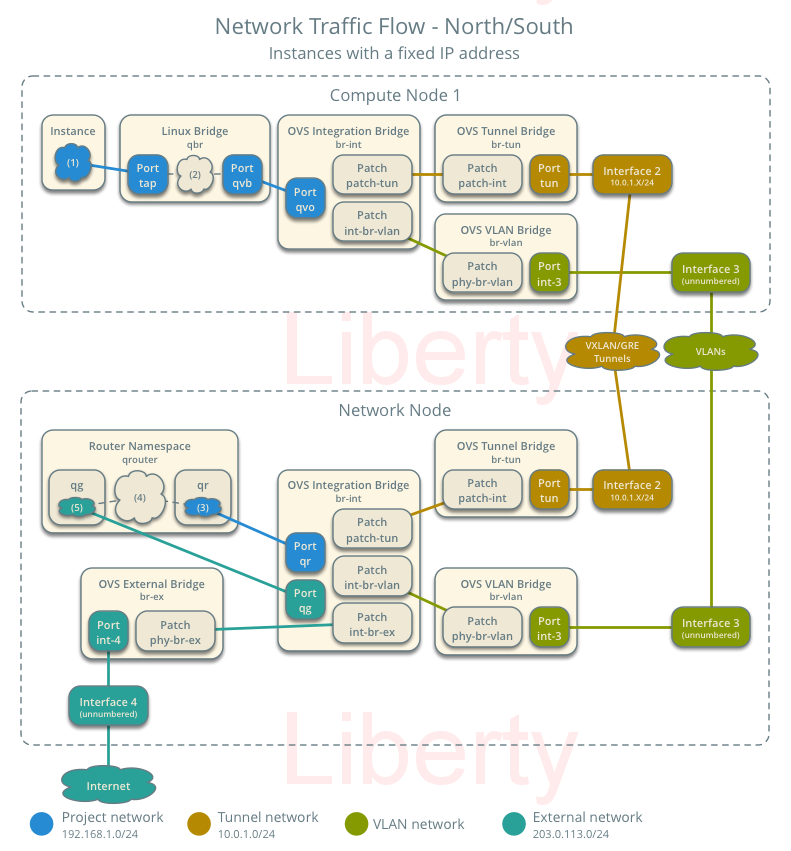 Network Traffic Flow - North/South
Instances with a fixed IP address
Compute Node 1
Instance
(1)
Linux Bridge
qbr
Port
tap
(2)
Port
qvb
OVS Integration Bridge
br-int
Port
qvo
Patch
patch-tun
Patch
int-br-vlan
OVS Tunnel Bridge
br-tun
Patch
patch-int
Port
tun
Interface 2
10.0.1.X/24
OVS VLAN Bridge
br-vlan
Patch
phy-br-vlan
Port
int-3
Interface 3
(unnumbered)
Liberty
VXLAN/GRE
Tunnels
VLANs
Network Node
Router Namespace
qrouter
qg
(5)
(4)
qr
(3)
OVS Integration Bridge
br-int
Patch
patch-tun
Port
qr
Patch
int-br-vlan
Port
qg
Patch
int-br-ex
OVS Tunnel Bridge
br-tun
Patch
patch-int
Port
tun
Interface 2
10.0.1.X/24
OVS External Bridge
br-ex
Port
int-4
Patch
phy-br-ex
OVS VLAN Bridge
br-vlan
Patch
phy-br-vlan
Port
int-3
Interface 3
(unnumbered)
Interface 4
(unnumbered)
Liberty
Internet
Project network
192.168.1.0/24
Tunnel network
10.0.1.0/24
VLAN network
External network
203.0.113.0/24